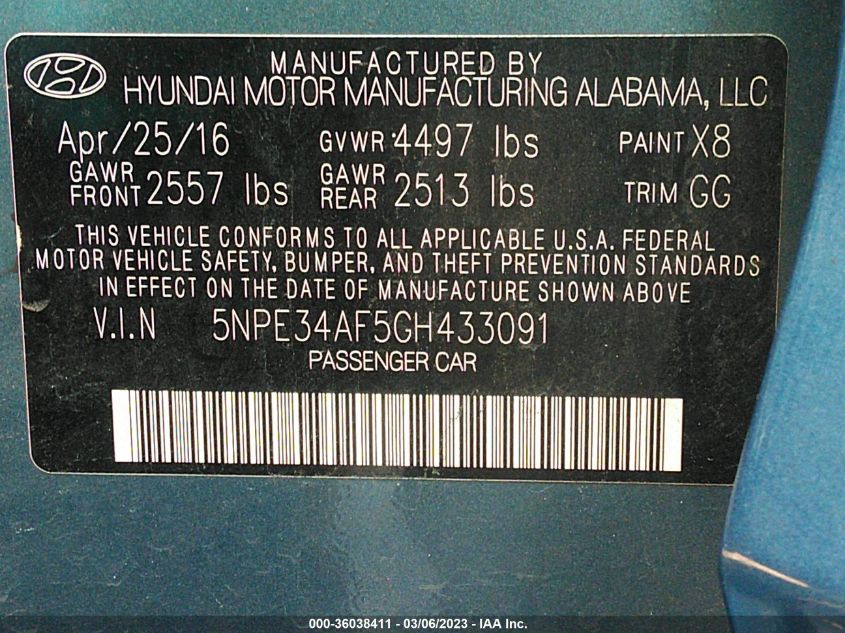 MANUFACTURED BY
HYUNDAI MOTOR MANUFACTURING ALABAMA, LLC
Apr/25/16 GVWR:4497 lbs PAINT X8
GAWR FRONT 2557 lbs GAWR REAR 2513 lbs TRIM GG
THIS VEHICLE CONFORMS TO ALL APPLICABLE U.S.A. FEDERAL
MOTOR VEHICLE SAFETY, BUMPER, AND THEFT PREVENTION STANDARDS
IN EFFECT ON THE DATE OF MANUFACTURE SHOWN ABOVE
V.I.N 5NPE34AF5GH433091
PASSENGER CAR
000-36038411 - 03/06/2023 - IAA Inc.